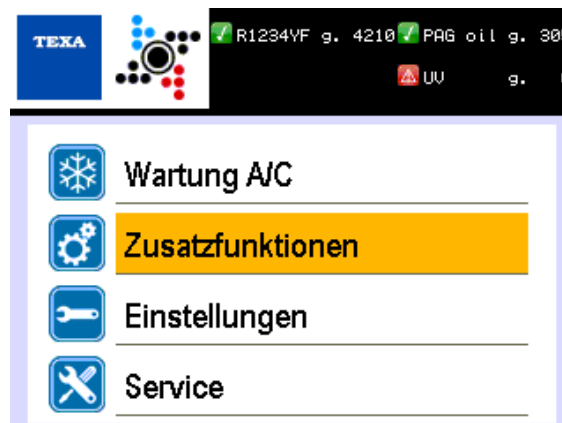 TEXA
R1234YF g. 4210 PAG oil g.
UV g.
Wartung A/C
Zusatzfunktionen
Einstellungen
Service